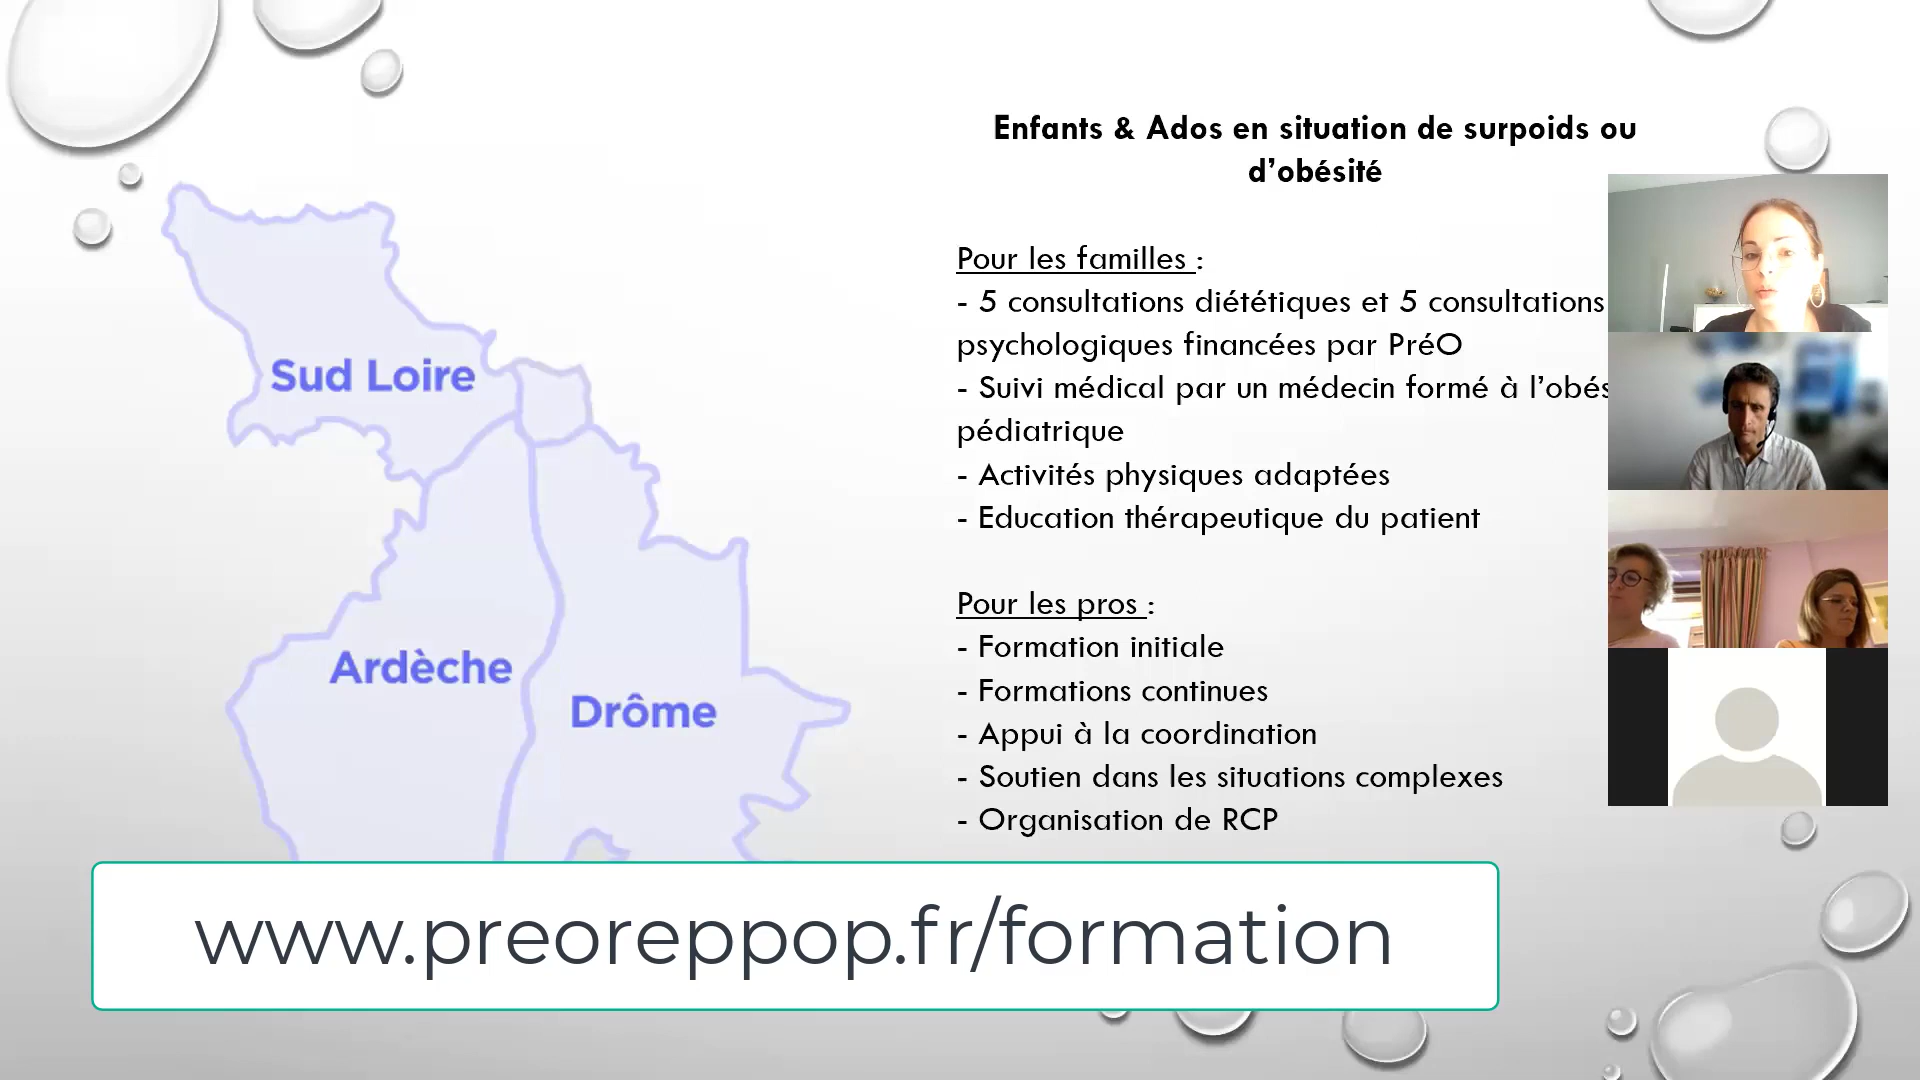 Enfants & Ados en situation de surpoids ou
d’obésité
Pour les familles :
- 5 consultations diététiques et 5 consultations
psychologiques financées par PréO
- Suivi médical par un médecin formé à l’obés
pédiatrique
- Activités physiques adaptées
- Education thérapeutique du patient
Pour les pros :
- Formation initiale
- Formations continues
- Appui à la coordination
- Soutien dans les situations complexes
- Organisation de RCP
Sud Loire
Ardèche
Drôme
www.preoreppop.fr/formation